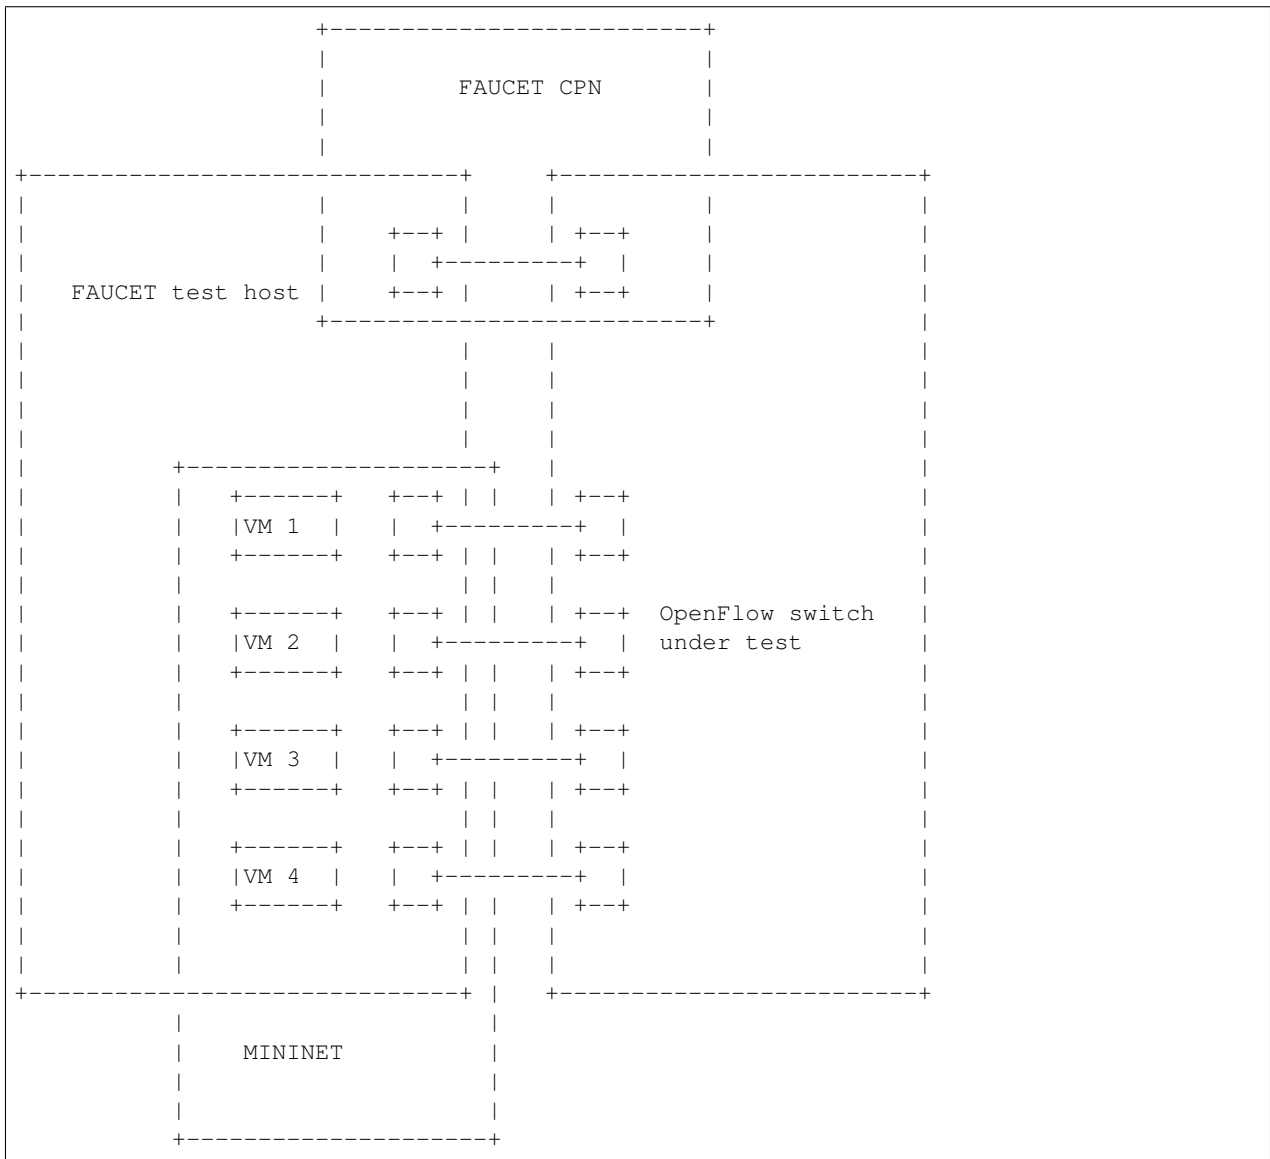 FAUCET CPN
FAUCET test host
VM 1
OpenFlow switch
VM 2
under test
VM 3
VM 4
MININET